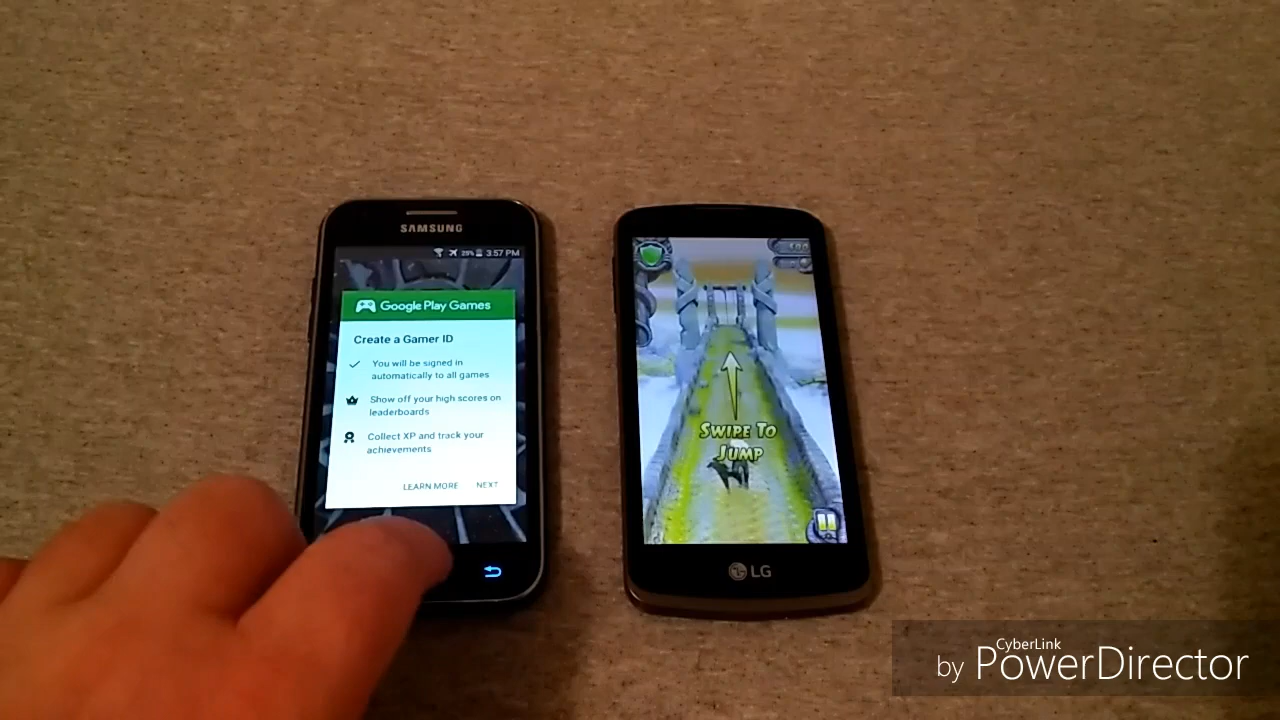 SAMSUNG
3:57 PM
Google Play Games
Create a Gamer ID
You will be signed in
automatically to all games
Show off your high scores on
leaderboards
Collect XP and track your
achievements
LEARN MORE NEXT
SWIPE TO
JUMP
LG
CyberLink
by PowerDirector